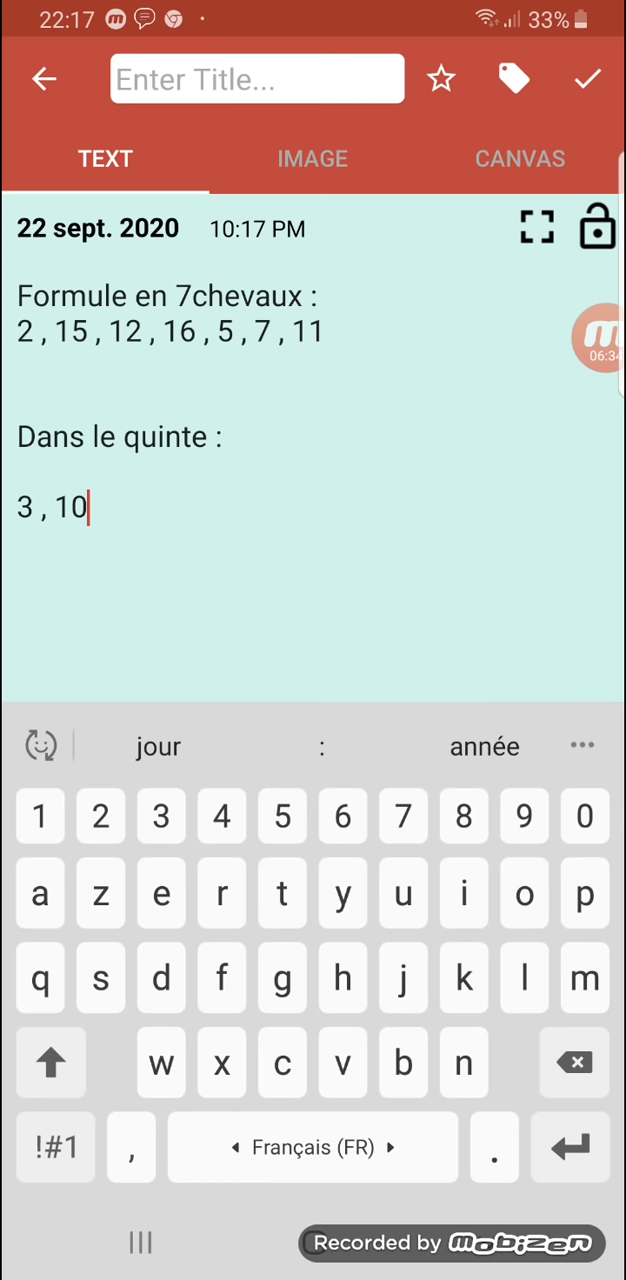 22:17 33%
Enter Title...
TEXT IMAGE CANVAS
22 sept. 2020 10:17 PM
Formule en 7chevaux :
2 , 15 , 12 , 16 , 5 , 7 , 11
06:34
Dans le quinte :
3 , 10
jour : année
1 2 3 4 5 6 7 8 9 0
a z e r t y u i o p
q s d f g h j k l m
w x c v b n
!#1 , Français (FR) .
Recorded by mobizen